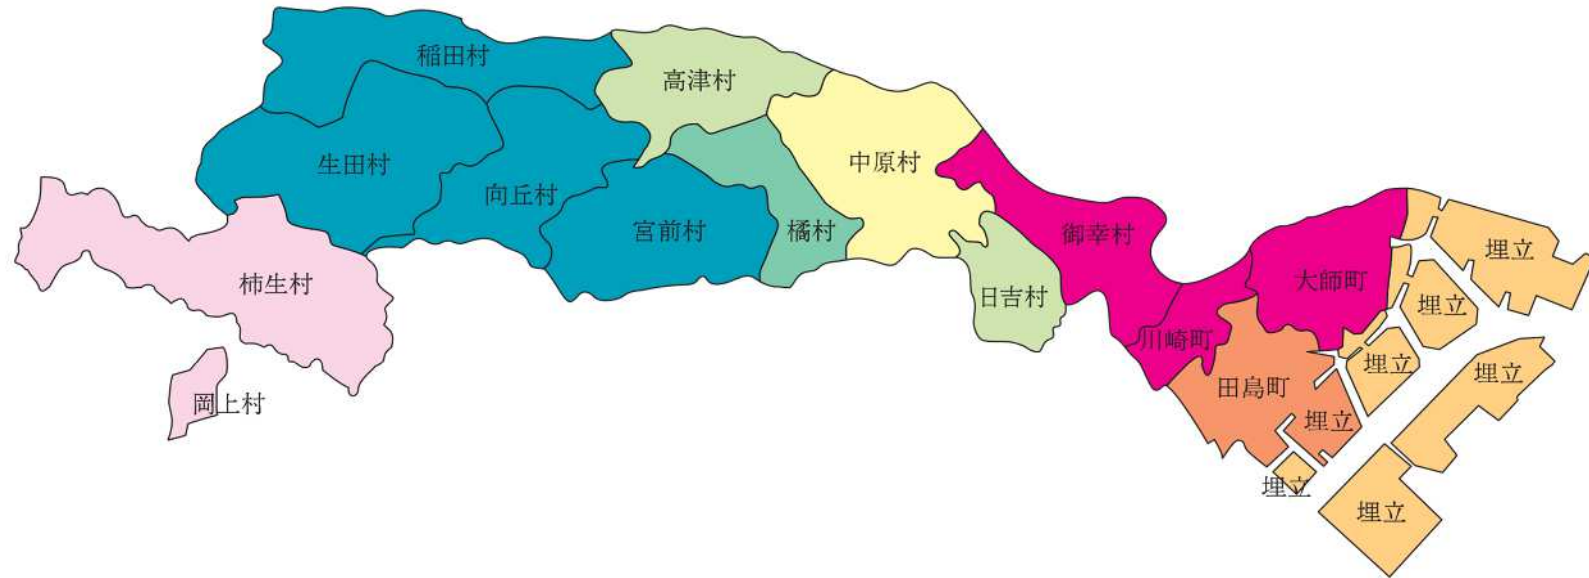 稲田村
高津村
生田村
向丘村
中原村
宮前村
橘村
御幸村
柿生村
岡上村
日吉村
川崎町
大師町
田島町
埋立
埋立
埋立
埋立
埋立
埋立
埋立